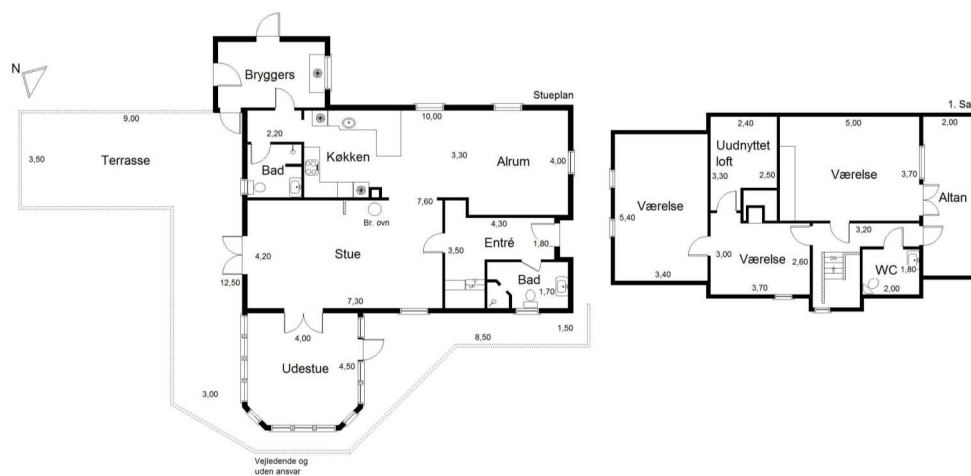 N
Bryggers
Stueplan
9,00
10,00
3,50
Terrasse
2,20
Køkken
3,30
Alrum
4,00
Bad
7,60
Br. ovn
4,30
Entré
1,80
3,50
Stue
4,20
12,50
Bad
1,70
7,30
4,00
1,50
8,50
Udestue
4,50
3,00
Vejledende og
uden ansvar
1. Sa
2,40
5,00
2,00
Uudnyttet
loft
3,30
2,50
Værelse
3,70
Altan
Værelse
5,40
3,40
3,00
Værelse
2,60
3,70
3,20
WC
1,80
2,00